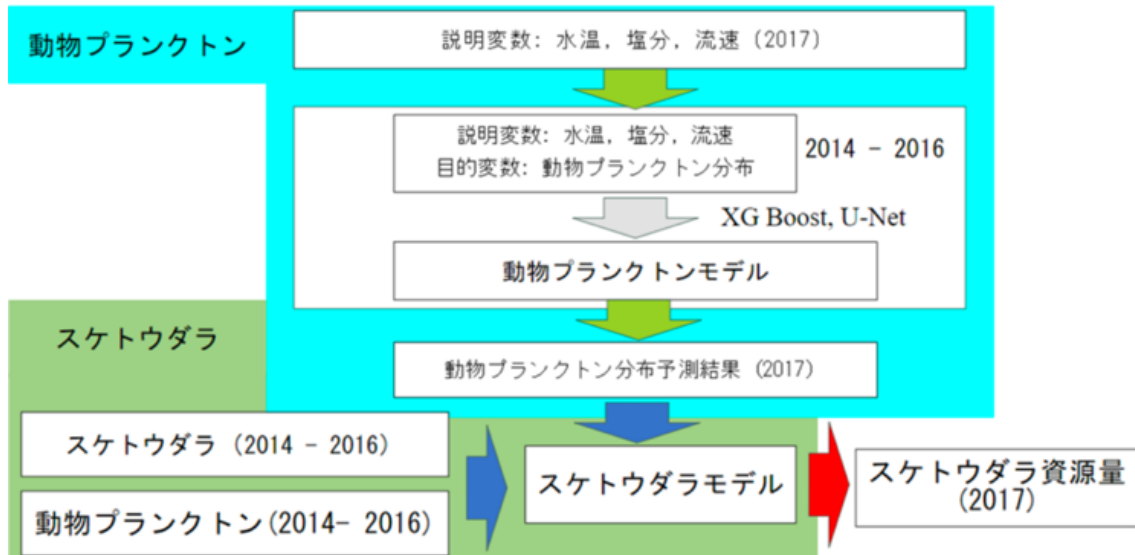 動物プランクトン
説明変数: 水温, 塩分, 流速 (2017)
説明変数: 水温, 塩分, 流速
目的変数: 動物プランクトン分布
2014 - 2016
XG Boost, U-Net
動物プランクトンモデル
スケトウダラ
動物プランクトン分布予測結果 (2017)
スケトウダラ (2014 - 2016)
動物プランクトン(2014- 2016)
スケトウダラモデル
スケトウダラ資源量
(2017)